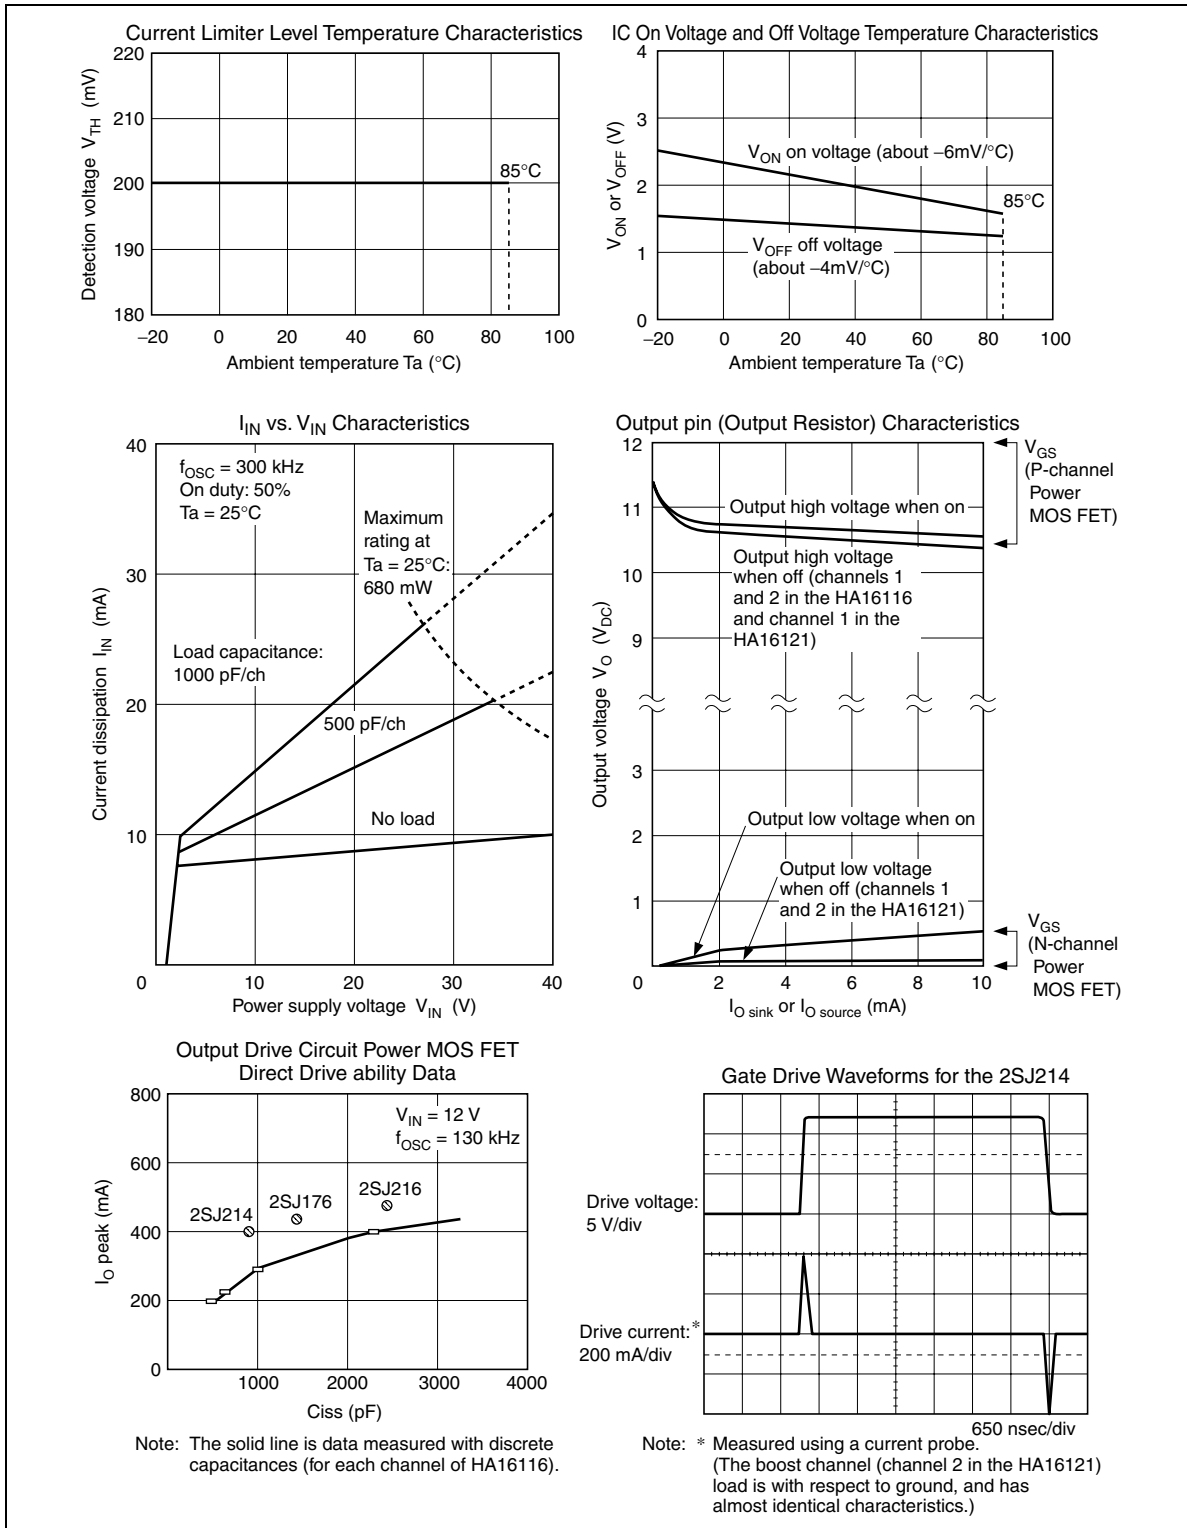 Current Limiter Level Temperature Characteristics
220
210
200
190
180
Detection voltage V_TH (mV)
85°C
–20
0
20
40
60
80
100
Ambient temperature Ta (°C)
IC On Voltage and Off Voltage Temperature Characteristics
4
3
2
1
0
V_ON or V_OFF (V)
V_ON on voltage (about –6mV/°C)
85°C
V_OFF off voltage
(about –4mV/°C)
–20
0
20
40
60
80
100
Ambient temperature Ta (°C)
I_IN vs. V_IN Characteristics
40
30
20
10
Current dissipation I_IN (mA)
f_OSC = 300 kHz
On duty: 50%
Ta = 25°C
Maximum
rating at
Ta = 25°C:
680 mW
Load capacitance:
1000 pF/ch
500 pF/ch
No load
0
10
20
30
40
Power supply voltage V_IN (V)
Output pin (Output Resistor) Characteristics
12
11
10
9
3
2
1
Output voltage V_O (V_DC)
V_GS
(P-channel
Power
MOS FET)
Output high voltage when on
Output high voltage
when off (channels 1
and 2 in the HA16116
and channel 1 in the
HA16121)
Output low voltage when on
Output low voltage
when off (channels 1
and 2 in the HA16121)
V_GS
(N-channel
Power
MOS FET)
0
2
4
6
8
10
I_O sink or I_O source (mA)
Output Drive Circuit Power MOS FET
Direct Drive ability Data
800
600
400
200
0
I_O peak (mA)
V_IN = 12 V
f_OSC = 130 kHz
2SJ214
2SJ176
2SJ216
1000
2000
3000
4000
Ciss (pF)
Note: The solid line is data measured with discrete
capacitances (for each channel of HA16116).
Gate Drive Waveforms for the 2SJ214
Drive voltage:
5 V/div
Drive current:*
200 mA/div
650 nsec/div
Note: * Measured using a current probe.
(The boost channel (channel 2 in the HA16121)
load is with respect to ground, and has
almost identical characteristics.)